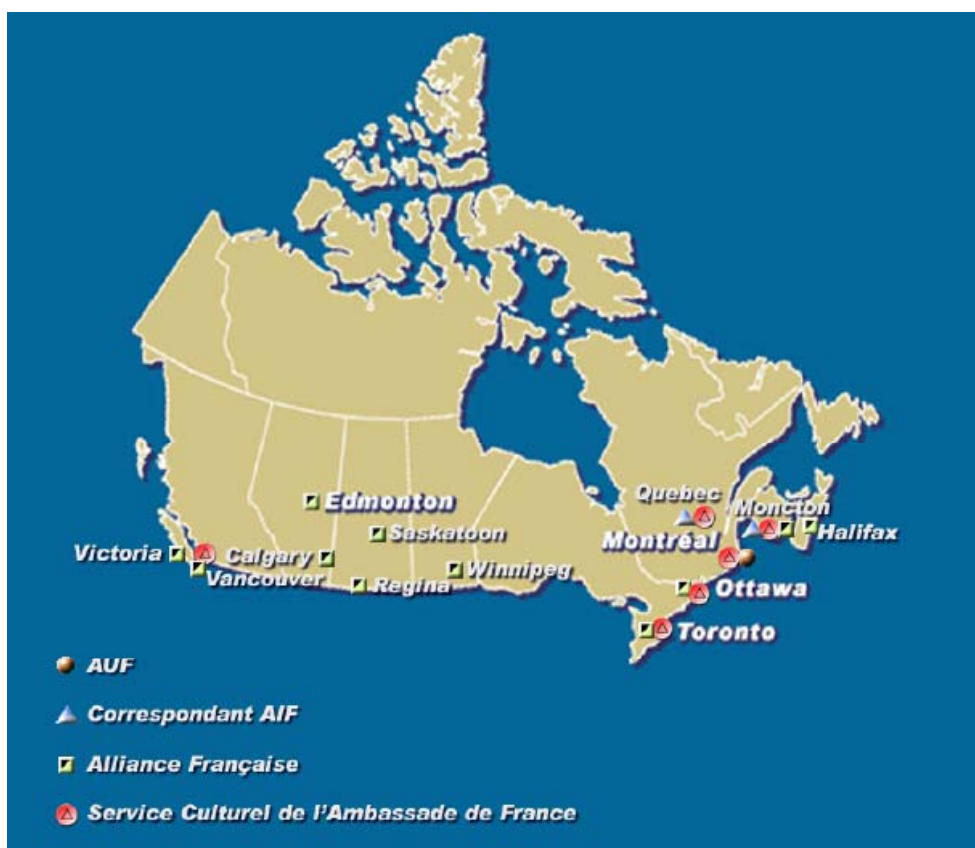 Edmonton
Quebec
Moncton
Saskatoon
Halifax
Montréal
Victoria
Calgary
Winnipeg
Vancouver
Regina
Ottawa
Toronto
AUF
Correspondant AIF
Alliance Française
Service Culturel de l'Ambassade de France